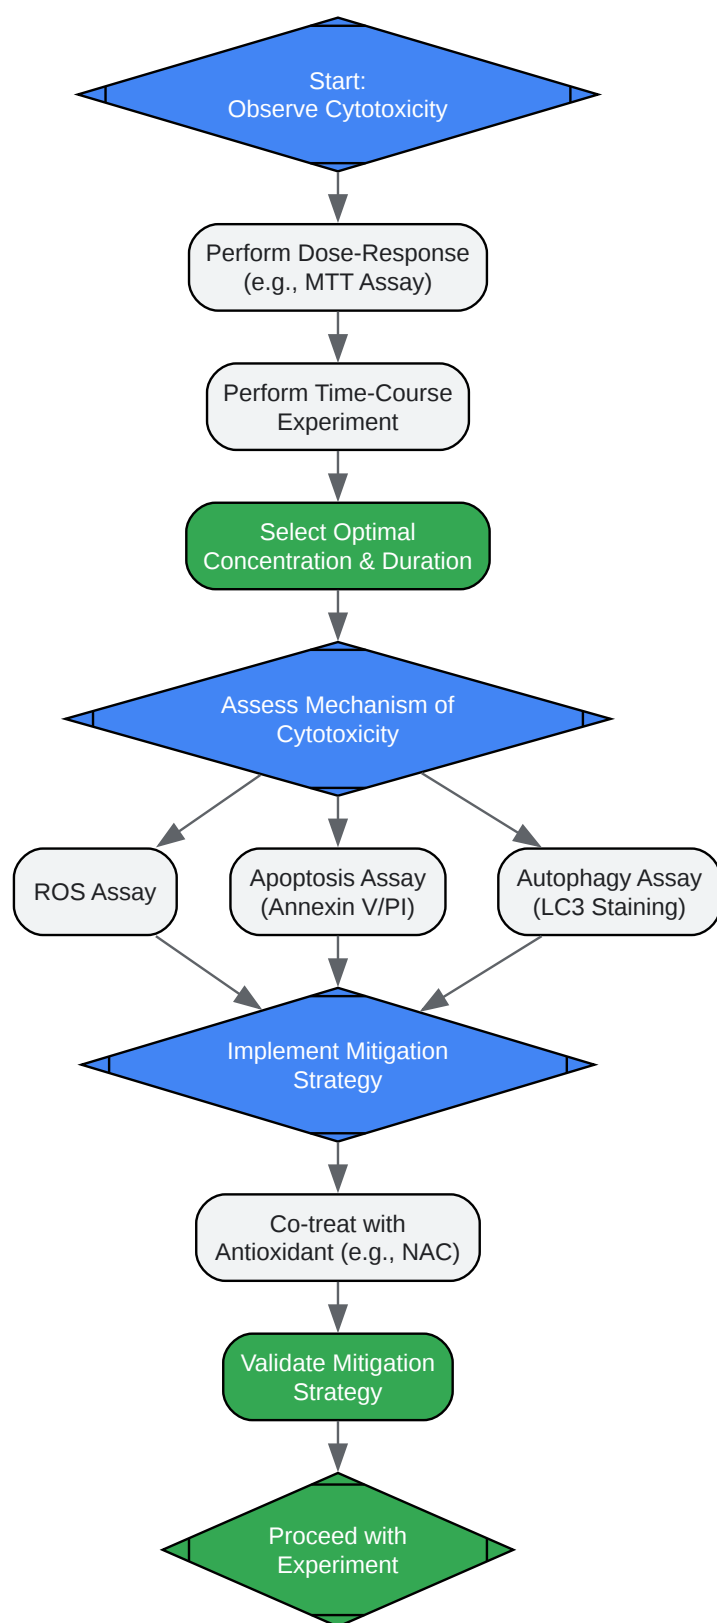 Start:
Observe Cytotoxicity
Perform Dose-Response
(e.g., MTT Assay)
Perform Time-Course
Experiment
Select Optimal
Concentration & Duration
Assess Mechanism of
Cytotoxicity
ROS Assay
Apoptosis Assay
(Annexin V/PI)
Autophagy Assay
(LC3 Staining)
Implement Mitigation
Strategy
Co-treat with
Antioxidant (e.g., NAC)
Validate Mitigation
Strategy
Proceed with
Experiment